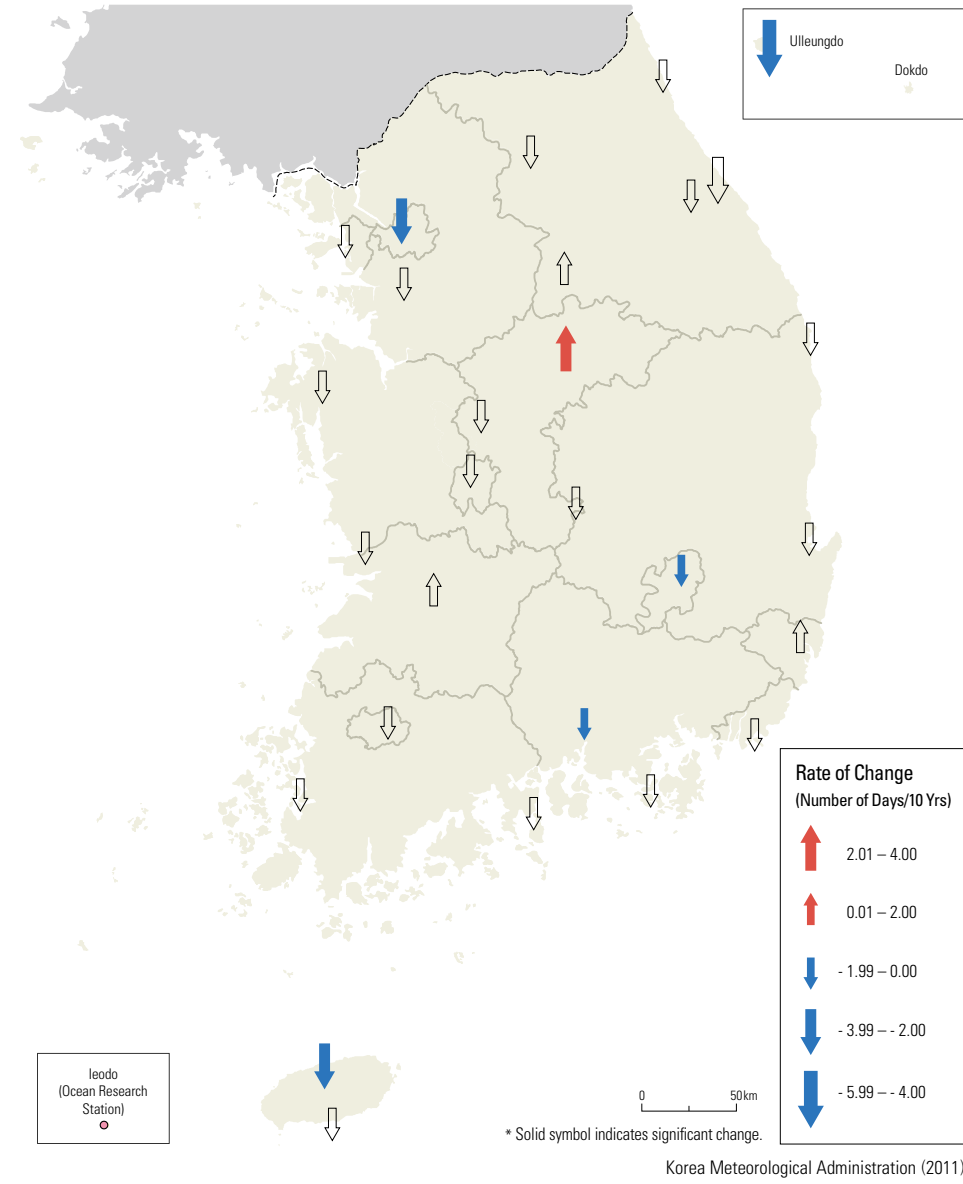 Ulleungdo
Dokdo
Rate of Change
(Number of Days/10 Yrs)
2.01 – 4.00
0.01 – 2.00
- 1.99 – 0.00
- 3.99 – - 2.00
- 5.99 – - 4.00
Ieodo
(Ocean Research
Station)
0 50km
* Solid symbol indicates significant change.
Korea Meteorological Administration (2011)